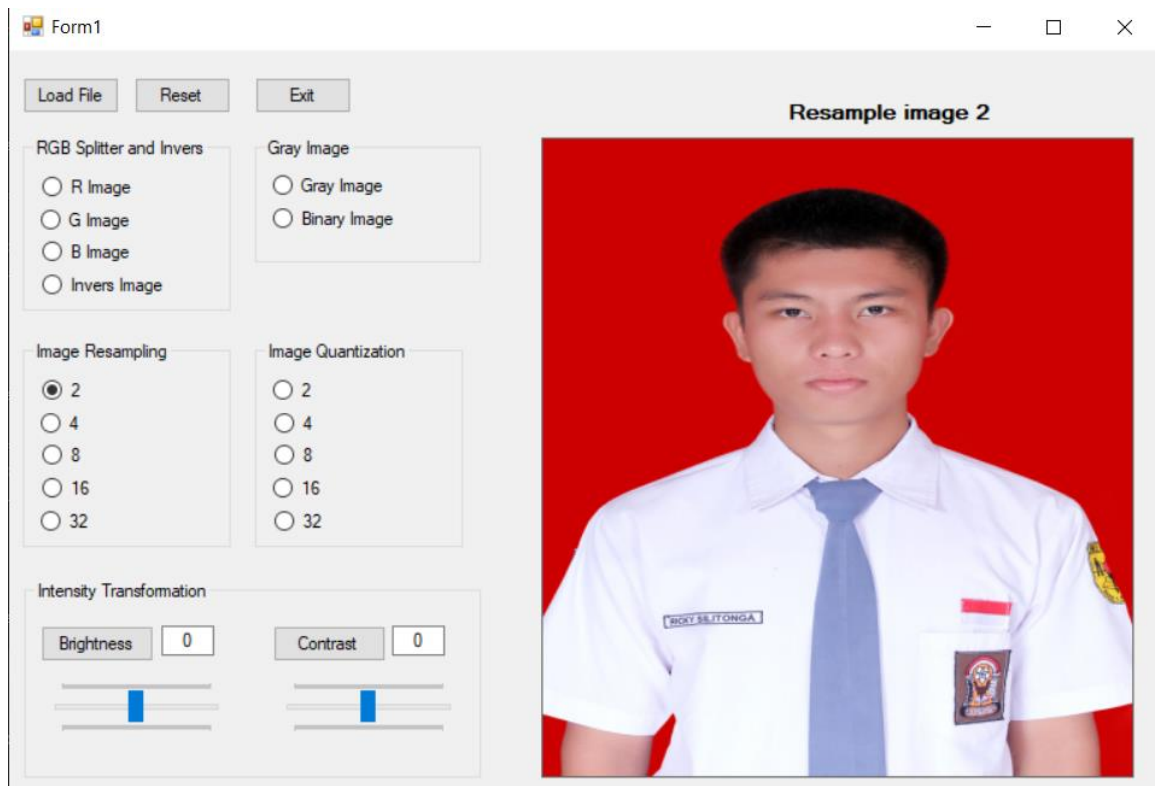 Form1
Load File Reset Exit
Resample image 2
RGB Splitter and Invers
R Image
G Image
B Image
Invers Image
Gray Image
Gray Image
Binary Image
Image Resampling
2
4
8
16
32
Image Quantization
2
4
8
16
32
Intensity Transformation
Brightness 0
Contrast 0
RICKY SILITONGA